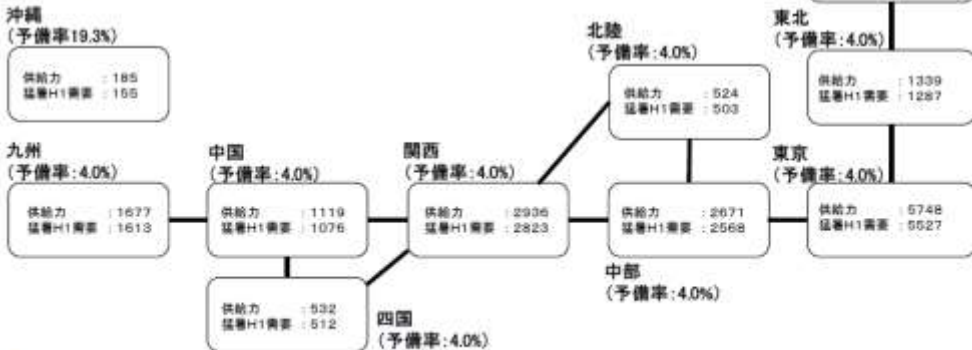 沖縄
(予備率19.3%)
供給力 : 185
猛暑H1需要 : 155
東北
(予備率:4.0%)
供給力 : 1339
猛暑H1需要 : 1287
北陸
(予備率:4.0%)
供給力 : 524
猛暑H1需要 : 503
九州
(予備率:4.0%)
供給力 : 1677
猛暑H1需要 : 1613
中国
(予備率:4.0%)
供給力 : 1119
猛暑H1需要 : 1076
関西
(予備率:4.0%)
供給力 : 2936
猛暑H1需要 : 2823
供給力 : 2671
猛暑H1需要 : 2568
中部
(予備率:4.0%)
東京
(予備率:4.0%)
供給力 : 5748
猛暑H1需要 : 5527
供給力 : 532
猛暑H1需要 : 512
四国
(予備率:4.0%)